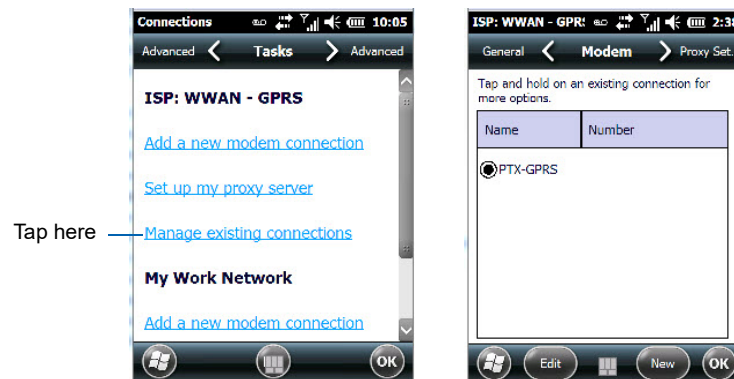 Connections 10:05
Advanced Tasks Advanced
ISP: WWAN - GPRS
Add a new modem connection
Set up my proxy server
Tap here
Manage existing connections
My Work Network
Add a new modem connection
OK
ISP: WWAN - GPR: 2:38
General Modem Proxy Set.
Tap and hold on an existing connection for
more options.
Name Number
PTX-GPRS
Edit New OK